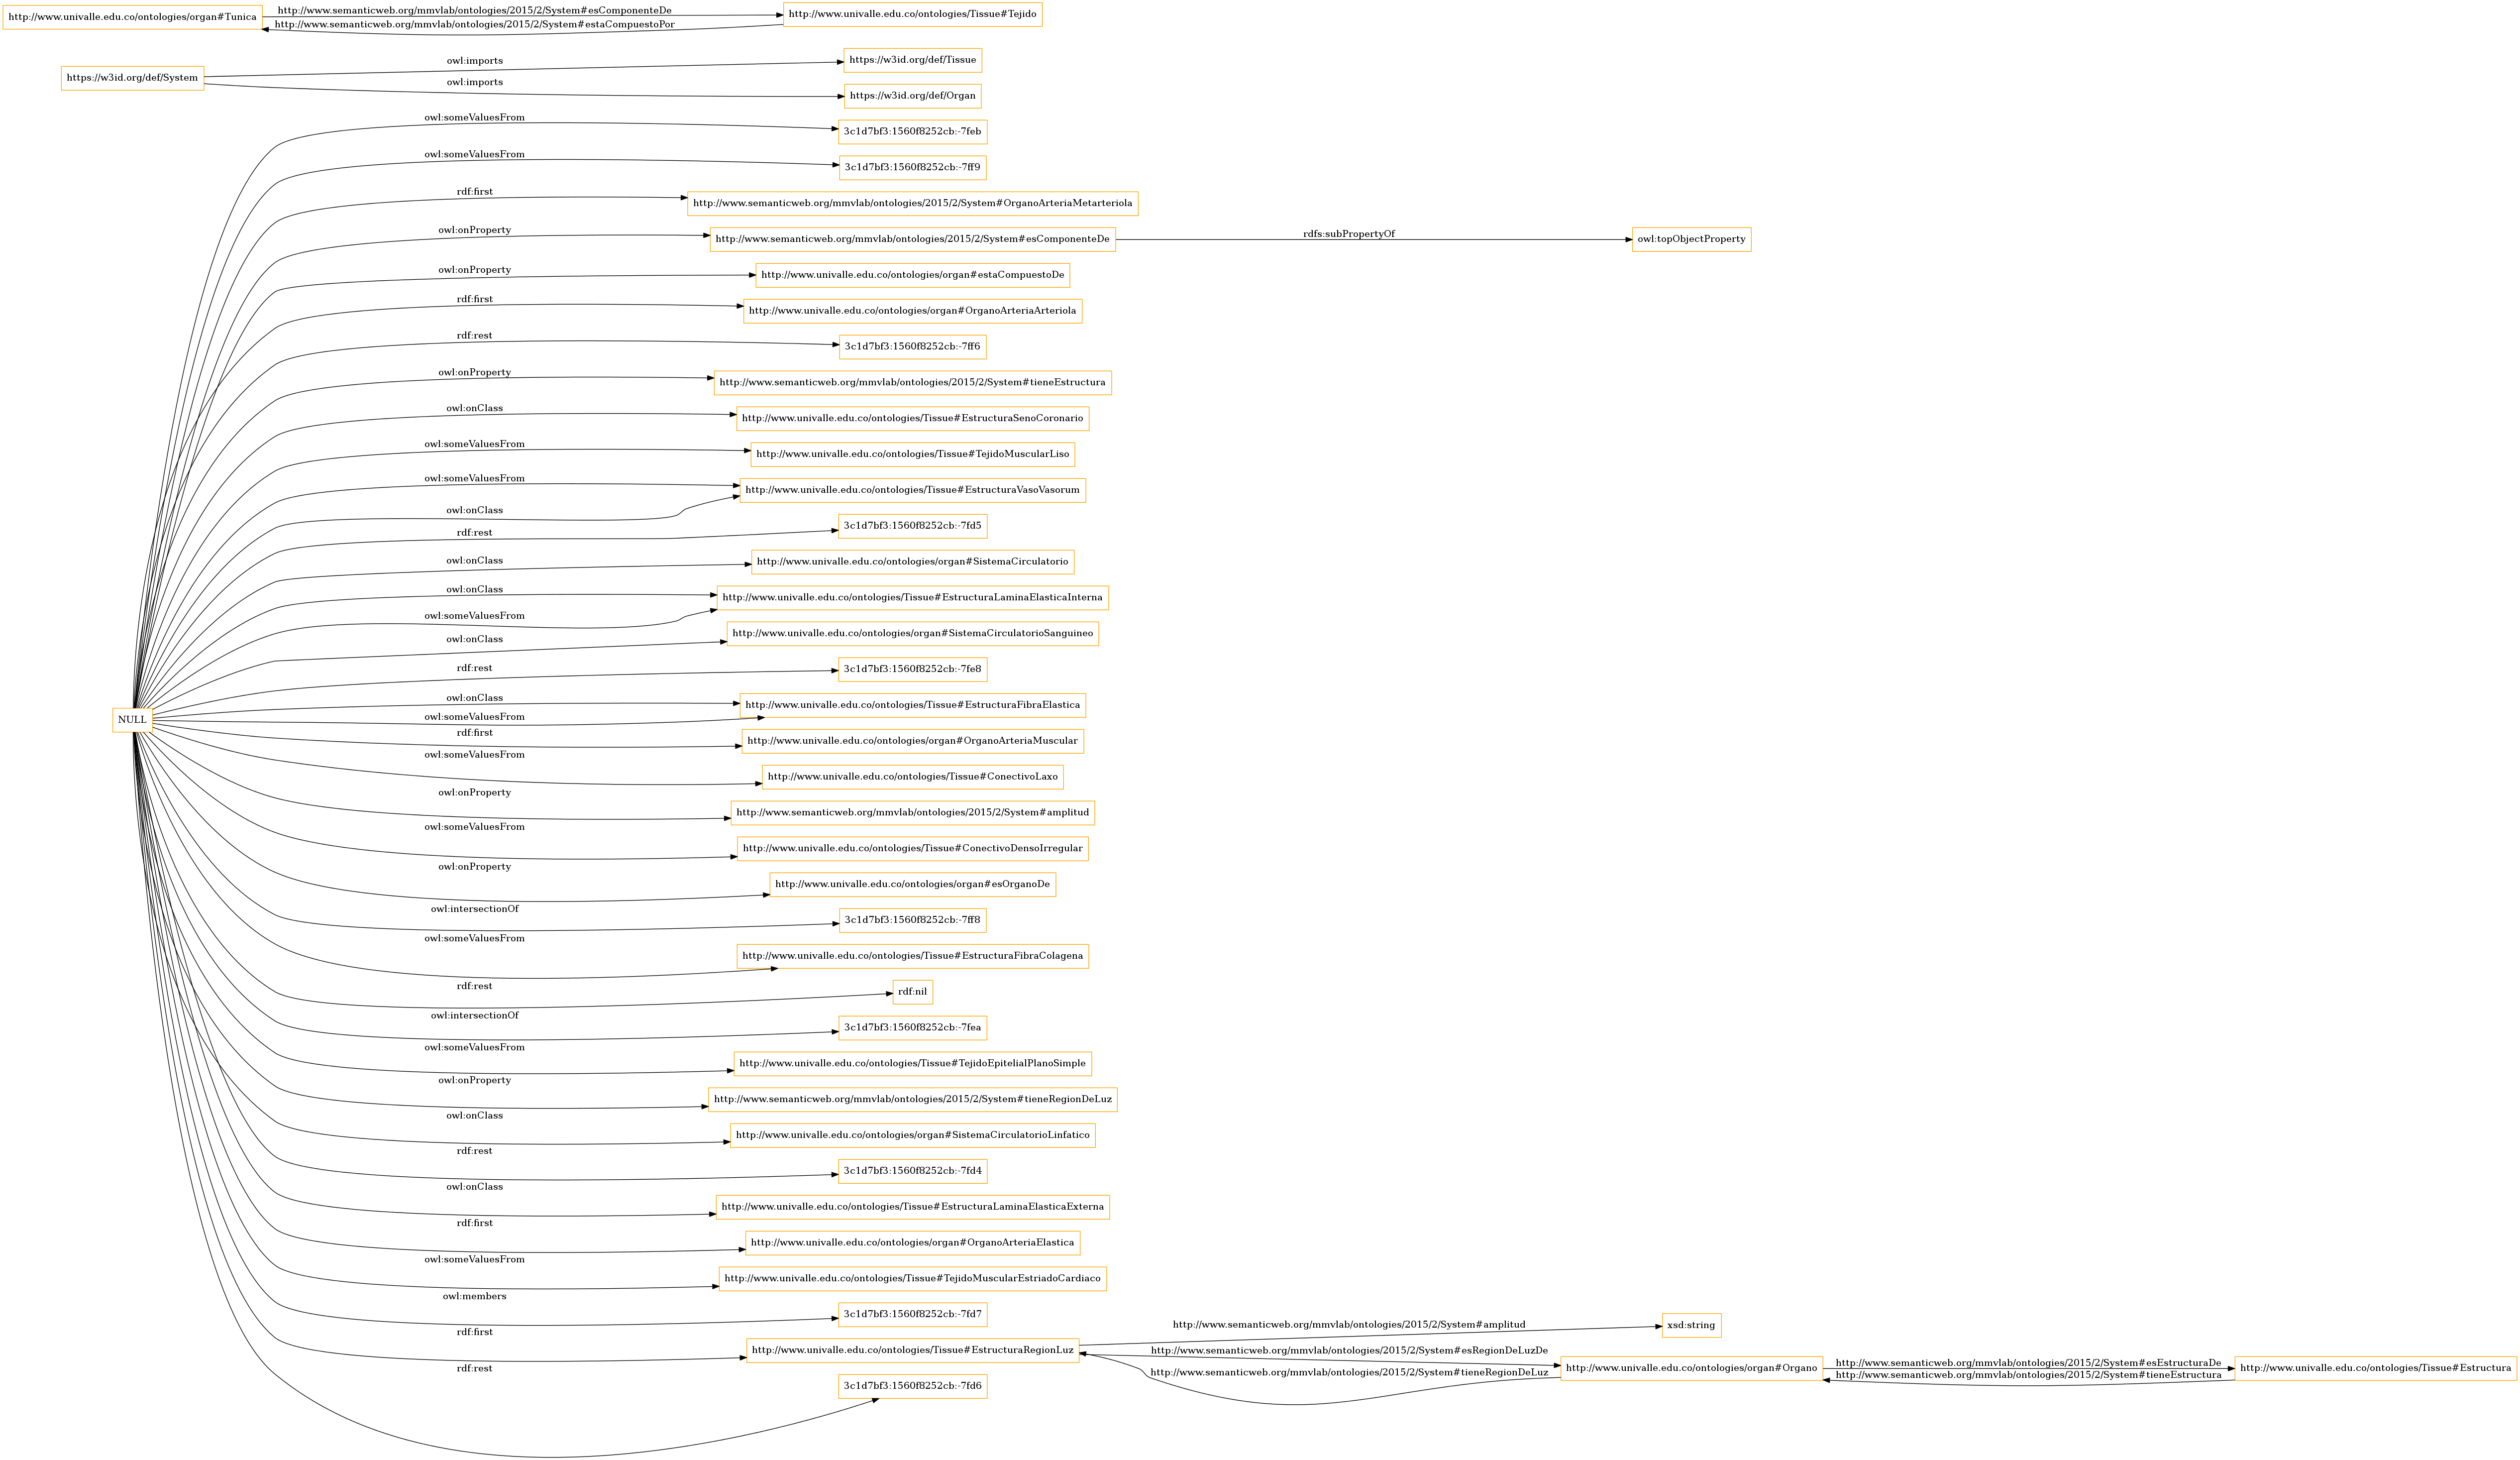 http://www.univalle.edu.co/ontologies/organ#Tunica
http://www.semanticweb.org/mmvlab/ontologies/2015/2/System#esComponenteDe
http://www.semanticweb.org/mmvlab/ontologies/2015/2/System#estaCompuestoPor
http://www.univalle.edu.co/ontologies/Tissue#Tejido
https://w3id.org/def/System
owl:imports
https://w3id.org/def/Tissue
owl:imports
https://w3id.org/def/Organ
NULL
owl:someValuesFrom
3c1d7bf3:1560f8252cb:-7feb
owl:someValuesFrom
3c1d7bf3:1560f8252cb:-7ff9
rdf:first
http://www.semanticweb.org/mmvlab/ontologies/2015/2/System#OrganoArteriaMetarteriola
owl:onProperty
http://www.semanticweb.org/mmvlab/ontologies/2015/2/System#esComponenteDe
rdfs:subPropertyOf
owl:topObjectProperty
owl:onProperty
http://www.univalle.edu.co/ontologies/organ#estaCompuestoDe
rdf:first
http://www.univalle.edu.co/ontologies/organ#OrganoArteriaArteriola
rdf:rest
3c1d7bf3:1560f8252cb:-7ff6
owl:onProperty
http://www.semanticweb.org/mmvlab/ontologies/2015/2/System#tieneEstructura
owl:onClass
http://www.univalle.edu.co/ontologies/Tissue#EstructuraSenoCoronario
owl:someValuesFrom
http://www.univalle.edu.co/ontologies/Tissue#TejidoMuscularLiso
owl:someValuesFrom
http://www.univalle.edu.co/ontologies/Tissue#EstructuraVasoVasorum
owl:onClass
rdf:rest
3c1d7bf3:1560f8252cb:-7fd5
owl:onClass
http://www.univalle.edu.co/ontologies/organ#SistemaCirculatorio
owl:onClass
http://www.univalle.edu.co/ontologies/Tissue#EstructuraLaminaElasticaInterna
owl:someValuesFrom
owl:onClass
http://www.univalle.edu.co/ontologies/organ#SistemaCirculatorioSanguineo
rdf:rest
3c1d7bf3:1560f8252cb:-7fe8
owl:onClass
http://www.univalle.edu.co/ontologies/Tissue#EstructuraFibraElastica
owl:someValuesFrom
rdf:first
http://www.univalle.edu.co/ontologies/organ#OrganoArteriaMuscular
owl:someValuesFrom
http://www.univalle.edu.co/ontologies/Tissue#ConectivoLaxo
owl:onProperty
http://www.semanticweb.org/mmvlab/ontologies/2015/2/System#amplitud
owl:someValuesFrom
http://www.univalle.edu.co/ontologies/Tissue#ConectivoDensoIrregular
owl:onProperty
http://www.univalle.edu.co/ontologies/organ#esOrganoDe
owl:intersectionOf
3c1d7bf3:1560f8252cb:-7ff8
owl:someValuesFrom
http://www.univalle.edu.co/ontologies/Tissue#EstructuraFibraColagena
rdf:rest
rdf:nil
owl:intersectionOf
3c1d7bf3:1560f8252cb:-7fea
owl:someValuesFrom
http://www.univalle.edu.co/ontologies/Tissue#TejidoEpitelialPlanoSimple
owl:onProperty
http://www.semanticweb.org/mmvlab/ontologies/2015/2/System#tieneRegionDeLuz
owl:onClass
http://www.univalle.edu.co/ontologies/organ#SistemaCirculatorioLinfatico
rdf:rest
3c1d7bf3:1560f8252cb:-7fd4
owl:onClass
http://www.univalle.edu.co/ontologies/Tissue#EstructuraLaminaElasticaExterna
rdf:first
http://www.univalle.edu.co/ontologies/organ#OrganoArteriaElastica
owl:someValuesFrom
http://www.univalle.edu.co/ontologies/Tissue#TejidoMuscularEstriadoCardiaco
owl:members
3c1d7bf3:1560f8252cb:-7fd7
rdf:first
http://www.univalle.edu.co/ontologies/Tissue#EstructuraRegionLuz
http://www.semanticweb.org/mmvlab/ontologies/2015/2/System#amplitud
xsd:string
http://www.semanticweb.org/mmvlab/ontologies/2015/2/System#esRegionDeLuzDe
http://www.semanticweb.org/mmvlab/ontologies/2015/2/System#tieneRegionDeLuz
http://www.univalle.edu.co/ontologies/organ#Organo
http://www.semanticweb.org/mmvlab/ontologies/2015/2/System#esEstructuraDe
http://www.semanticweb.org/mmvlab/ontologies/2015/2/System#tieneEstructura
http://www.univalle.edu.co/ontologies/Tissue#Estructura
rdf:rest
3c1d7bf3:1560f8252cb:-7fd6